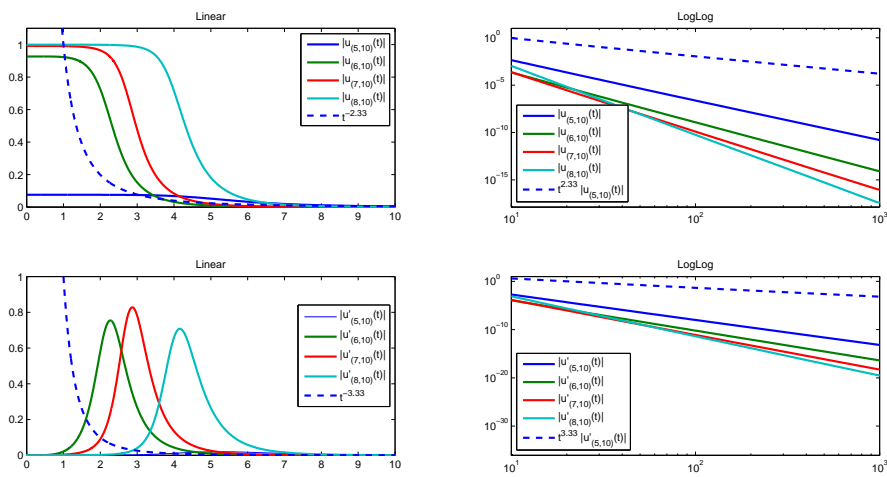 Linear
1
0.8
0.6
0.4
0.2
0
0 1 2 3 4 5 6 7 8 9 10
|u(5,10)(t)|
|u(6,10)(t)|
|u(7,10)(t)|
|u(8,10)(t)|
t^-2.33
LogLog
10^0
10^-5
10^-10
10^-15
10^1 10^2 10^3
|u(5,10)(t)|
|u(6,10)(t)|
|u(7,10)(t)|
|u(8,10)(t)|
t^2.33 |u(5,10)(t)|
Linear
1
0.8
0.6
0.4
0.2
0
0 1 2 3 4 5 6 7 8 9 10
|u'(5,10)(t)|
|u'(6,10)(t)|
|u'(7,10)(t)|
|u'(8,10)(t)|
t^-3.33
LogLog
10^0
10^-10
10^-20
10^-30
10^1 10^2 10^3
|u'(5,10)(t)|
|u'(6,10)(t)|
|u'(7,10)(t)|
|u'(8,10)(t)|
t^3.33 |u'(5,10)(t)|